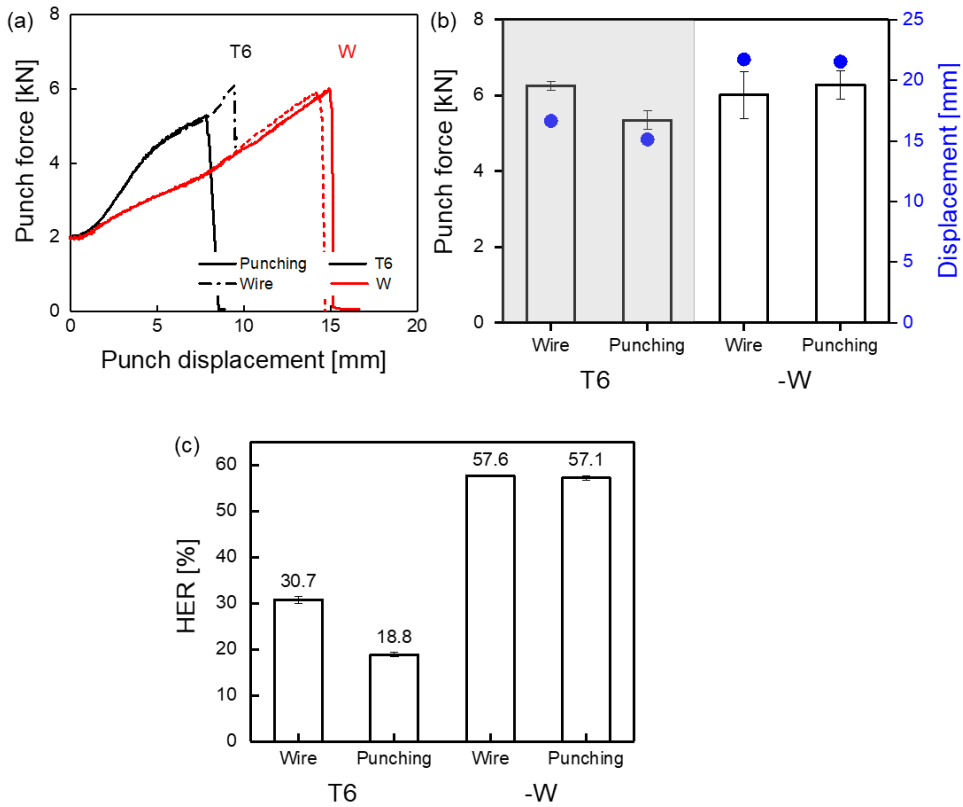 (a)
T6 W
Punch force [kN]
8
6
4
2
0
Punching T6
Wire W
0 5 10 15 20
Punch displacement [mm]
(b)
Punch force [kN]
8
6
4
2
0
25
20
15
10
5
0
Displacement [mm]
Wire Punching Wire Punching
T6 -W
(c)
HER [%]
60
50
40
30
20
10
0
30.7
18.8
57.6
57.1
Wire Punching Wire Punching
T6 -W